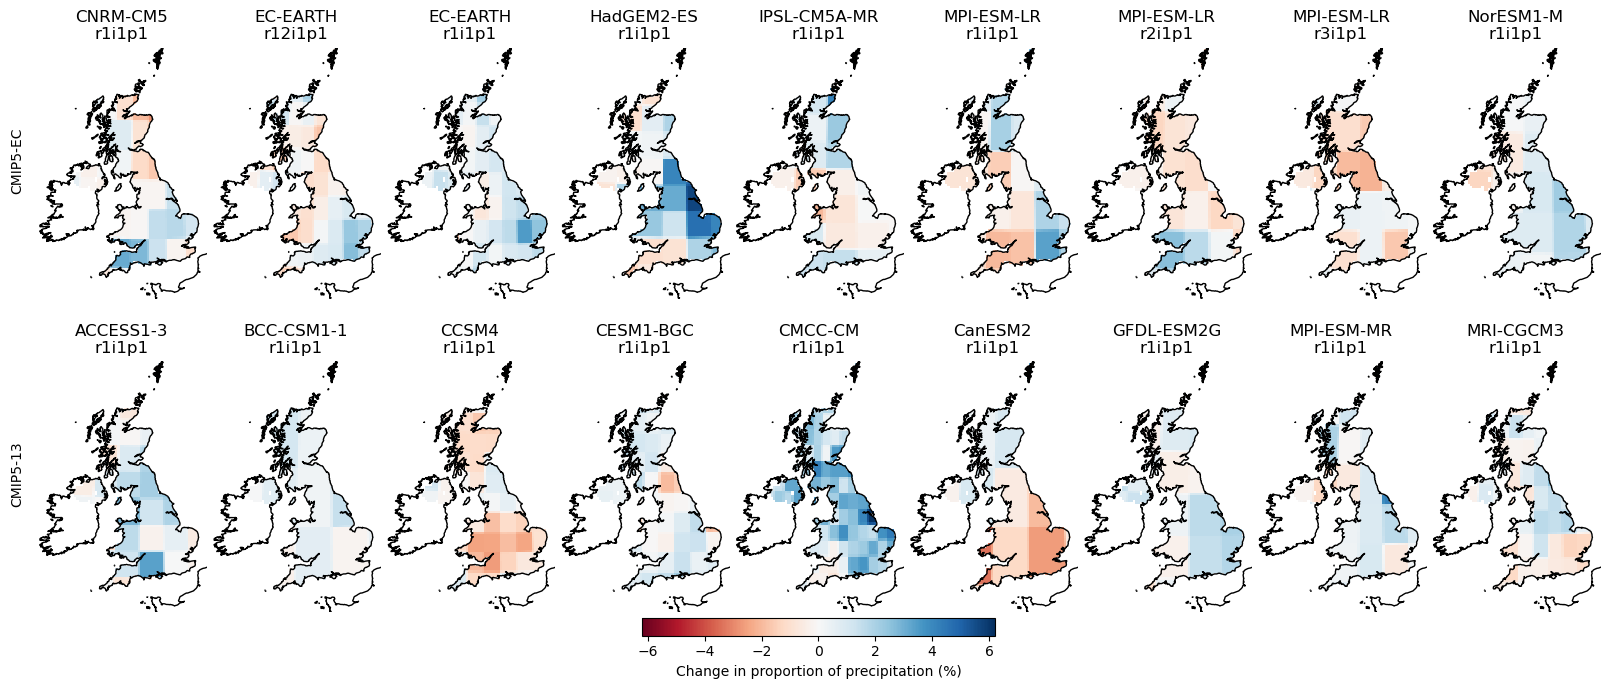 CNRM-CM5 EC-EARTH EC-EARTH HadGEM2-ES IPSL-CM5A-MR MPI-ESM-LR MPI-ESM-LR MPI-ESM-LR NorESM1-M
r1i1p1 r12i1p1 r1i1p1 r1i1p1 r1i1p1 r1i1p1 r2i1p1 r3i1p1 r1i1p1
CMIP5-EC
ACCESS1-3 BCC-CSM1-1 CCSM4 CESM1-BGC CMCC-CM CanESM2 GFDL-ESM2G MPI-ESM-MR MRI-CGCM3
r1i1p1 r1i1p1 r1i1p1 r1i1p1 r1i1p1 r1i1p1 r1i1p1 r1i1p1 r1i1p1
CMIP5-13
−6 −4 −2 0 2 4 6
Change in proportion of precipitation (%)